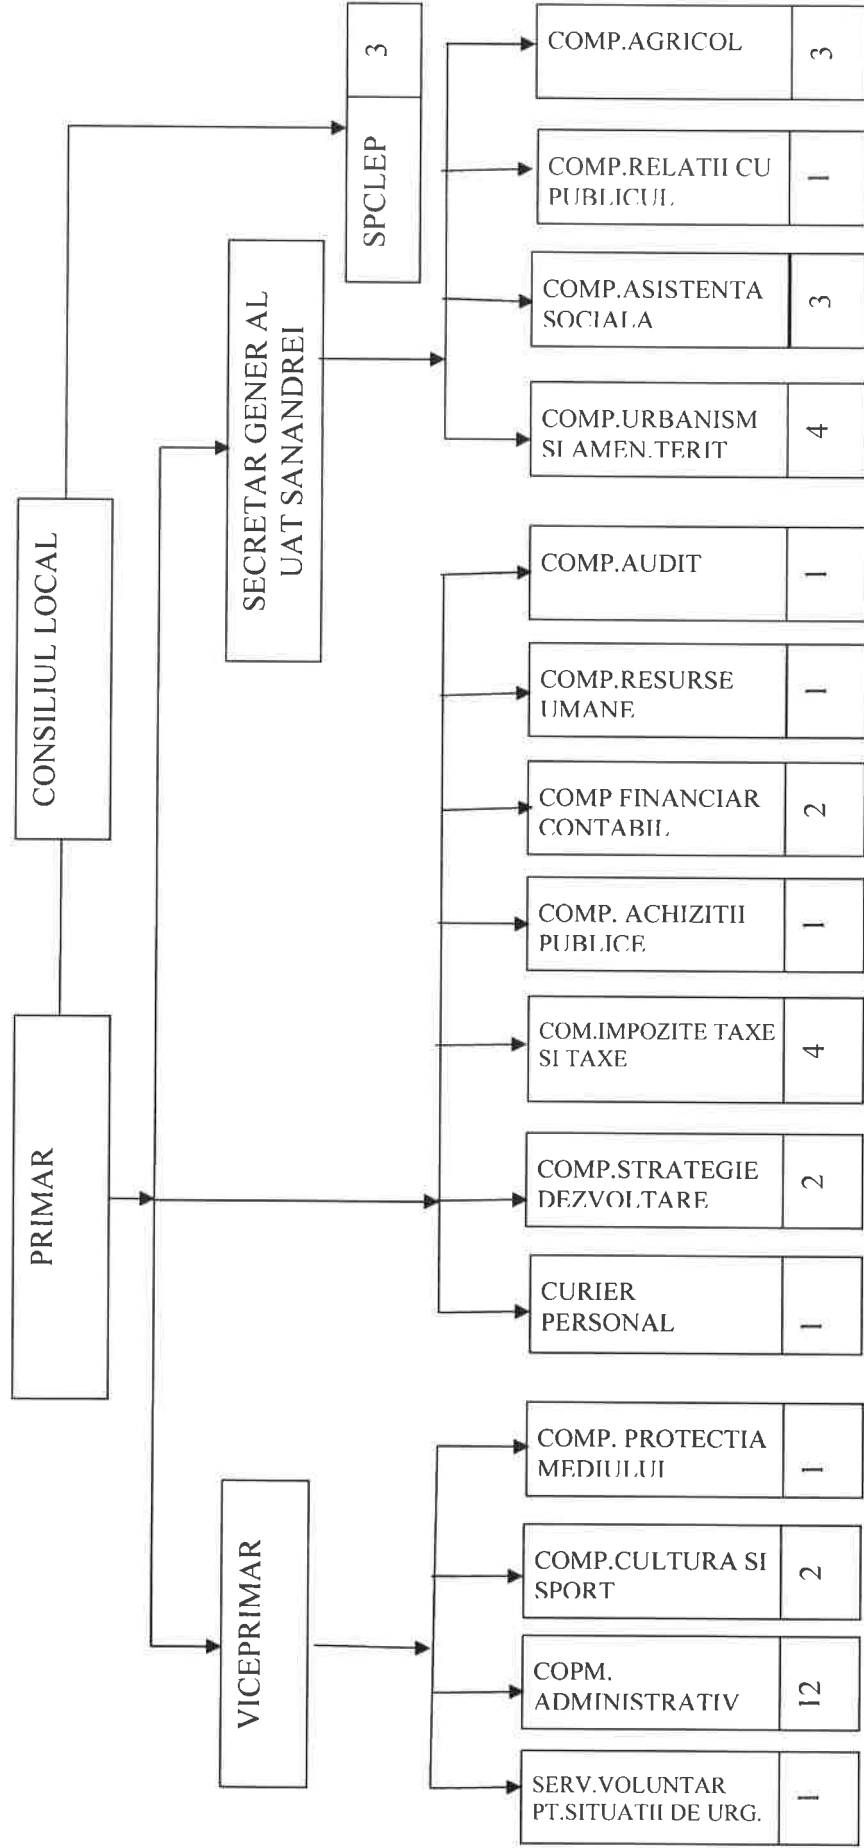 CONSILIUL LOCAL
PRIMAR
SPCLEP
3
SECRETAR GENER AL
UAT SANANDREI
VICEPRIMAR
SERV.VOLUNTAR
PT.SITUATII DE URG.
1
COPM.
ADMINISTRATIV
12
COMP.CULTURA SI
SPORT
2
COMP. PROTECTIA
MEDIULUI
1
CURIER
PERSONAL
1
COMP.STRATEGIE
DEZVOLTARE
2
COM.IMPOZITE TAXE
SI TAXE
4
COMP. ACHIZITII
PUBLICE
1
COMP FINANCIAR
CONTABIL
2
COMP.RESURSE
UMANE
1
COMP.AUDIT
1
COMP.URBANISM
SI AMEN.TERIT
4
COMP.ASISTENTA
SOCIALA
3
COMP.RELATII CU
PUBLICUL
1
COMP.AGRICOL
3